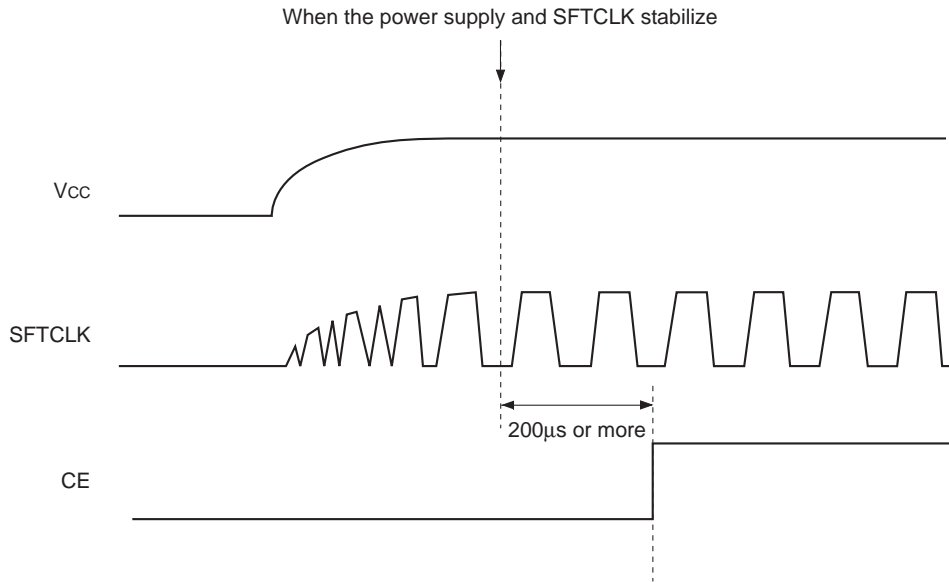 When the power supply and SFTCLK stabilize
VCC
SFTCLK
200μs or more
CE